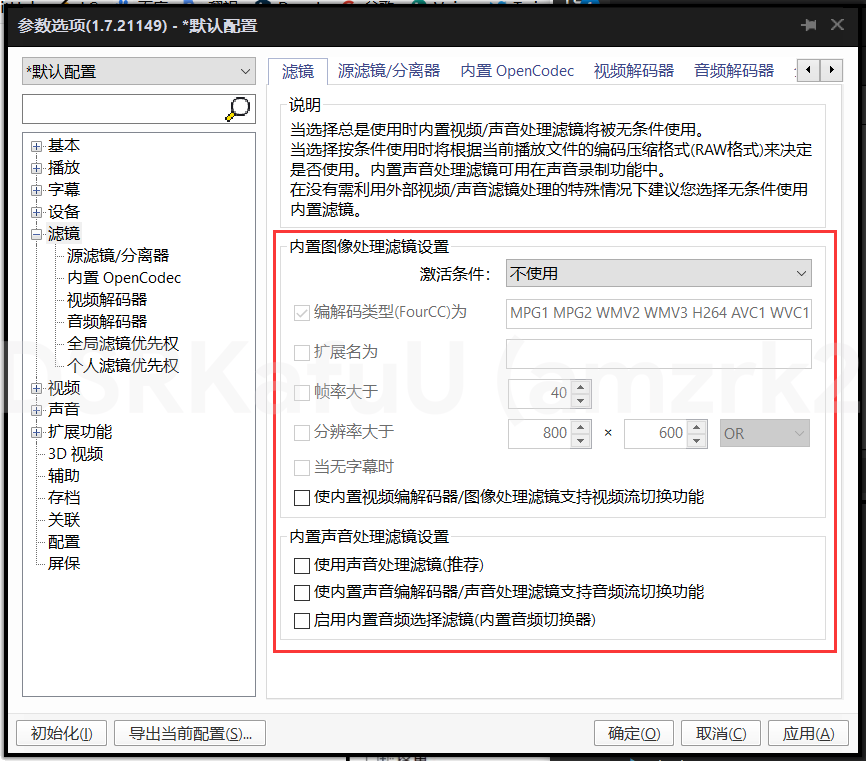 参数选项(1.7.21149) - *默认配置
*默认配置
滤镜 源滤镜/分离器 内置 OpenCodec 视频解码器 音频解码器
基本
播放
字幕
设备
滤镜
源滤镜/分离器
内置 OpenCodec
视频解码器
音频解码器
全局滤镜优先权
个人滤镜优先权
视频
声音
扩展功能
3D 视频
辅助
存档
关联
配置
屏保
说明
当选择总是使用时内置视频/声音处理滤镜将被无条件使用。
当选择按条件使用时将根据当前播放文件的编码压缩格式(RAW格式)来决定
是否使用。内置声音处理滤镜可用在声音录制功能中。
在没有需利用外部视频/声音滤镜处理的特殊情况下建议您选择无条件使用
内置滤镜。
内置图像处理滤镜设置
激活条件： 不使用
编解码类型(FourCC)为 MPG1 MPG2 WMV2 WMV3 H264 AVC1 WVC1
扩展名为
帧率大于 40
分辨率大于 800 × 600 OR
当无字幕时
使内置视频编解码器/图像处理滤镜支持视频流切换功能
内置声音处理滤镜设置
使用声音处理滤镜(推荐)
使内置声音编解码器/声音处理滤镜支持音频流切换功能
启用内置音频选择滤镜(内置音频切换器)
初始化(I) 导出当前配置(S)... 确定(O) 取消(C) 应用(A)